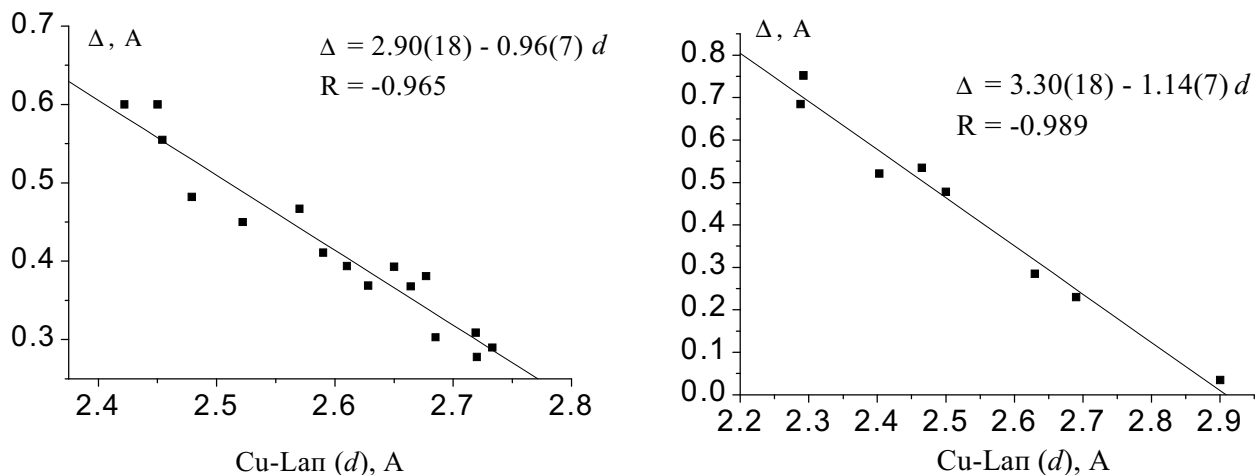 Δ, A
Δ = 2.90(18) - 0.96(7) d
R = -0.965
0.7
0.6
0.5
0.4
0.3
2.4 2.5 2.6 2.7 2.8
Cu-Lап (d), A
Δ, A
Δ = 3.30(18) - 1.14(7) d
R = -0.989
0.8
0.7
0.6
0.5
0.4
0.3
0.2
0.1
0.0
2.2 2.3 2.4 2.5 2.6 2.7 2.8 2.9
Cu-Lап (d), A